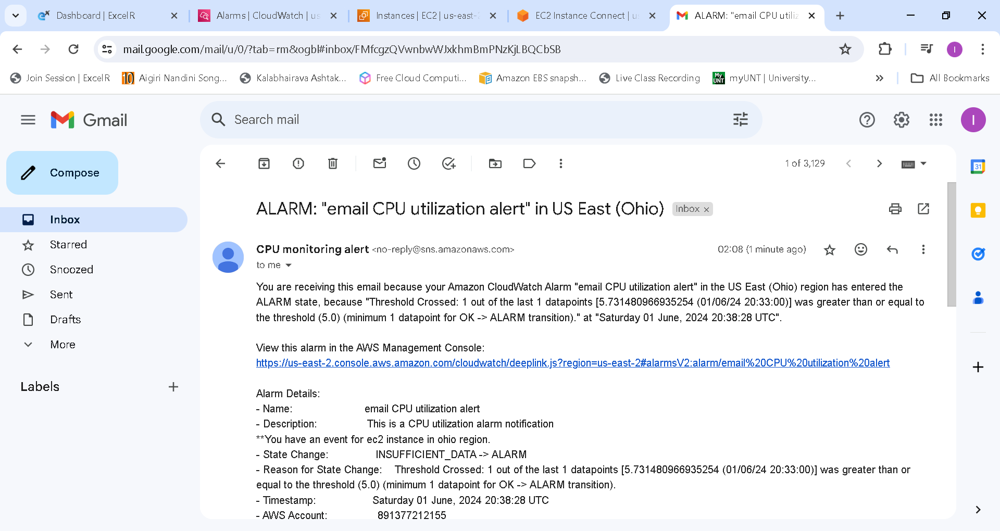 Dashboard | ExcelR
Alarms | CloudWatch | us
Instances | EC2 | us-east-2
EC2 Instance Connect | us
ALARM: "email CPU utiliz
mail.google.com/mail/u/0/?tab=rm&ogbl#inbox/FMfcgzQVwnbwWJxkhmBmPNzKjLBQCbSB
I
Join Session | ExcelR
10
Aigiri Nandini Song...
Kalabhairava Ashtak...
Free Cloud Computi...
Amazon EBS snapsh...
Live Class Recording
My UNT
myUNT | University...
All Bookmarks
Gmail
Search mail
I
Compose
1 of 3,129
31
Inbox
Starred
Snoozed
Sent
Drafts
More
Labels
ALARM: "email CPU utilization alert" in US East (Ohio)
Inbox ×
CPU monitoring alert <no-reply@sns.amazonaws.com>
02:08 (1 minute ago)
to me
You are receiving this email because your Amazon CloudWatch Alarm "email CPU utilization alert" in the US East (Ohio) region has entered the
ALARM state, because "Threshold Crossed: 1 out of the last 1 datapoints [5.731480966935254 (01/06/24 20:33:00)] was greater than or equal to
the threshold (5.0) (minimum 1 datapoint for OK -> ALARM transition)." at "Saturday 01 June, 2024 20:38:28 UTC".
View this alarm in the AWS Management Console:
https://us-east-2.console.aws.amazon.com/cloudwatch/deeplink.js?region=us-east-2#alarmsV2:alarm/email%20CPU%20utilization%20alert
Alarm Details:
- Name: email CPU utilization alert
- Description: This is a CPU utilization alarm notification
**You have an event for ec2 instance in ohio region.
- State Change: INSUFFICIENT_DATA -> ALARM
- Reason for State Change: Threshold Crossed: 1 out of the last 1 datapoints [5.731480966935254 (01/06/24 20:33:00)] was greater than or
equal to the threshold (5.0) (minimum 1 datapoint for OK -> ALARM transition).
- Timestamp: Saturday 01 June, 2024 20:38:28 UTC
- AWS Account: 891377212155